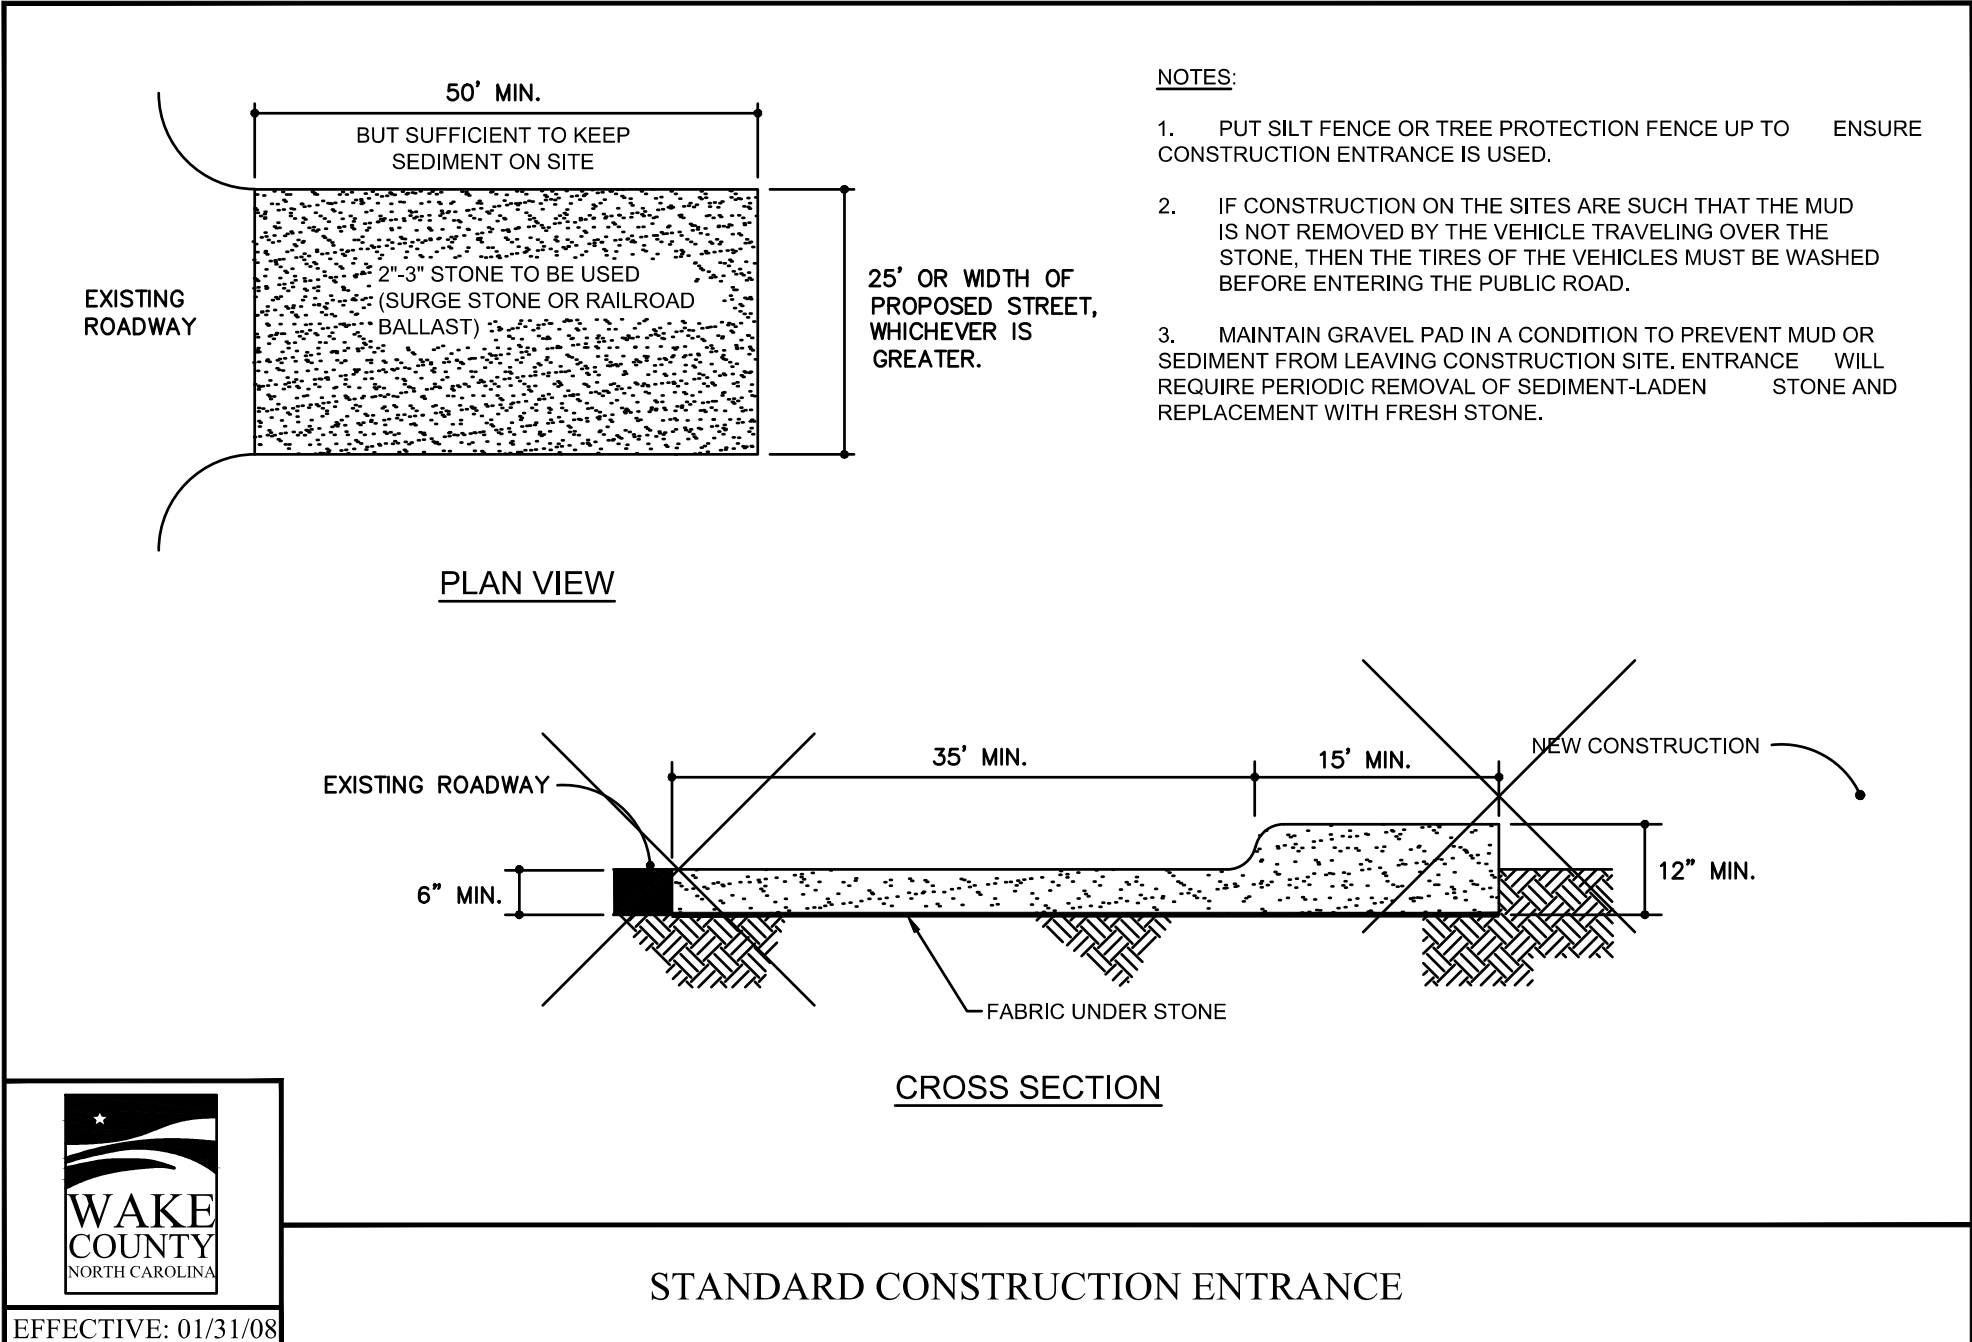 50' MIN.
BUT SUFFICIENT TO KEEP
SEDIMENT ON SITE
EXISTING
ROADWAY
2"-3" STONE TO BE USED
(SURGE STONE OR RAILROAD
BALLAST)
25' OR WIDTH OF
PROPOSED STREET,
WHICHEVER IS
GREATER.
PLAN VIEW
NOTES:
1. PUT SILT FENCE OR TREE PROTECTION FENCE UP TO ENSURE
CONSTRUCTION ENTRANCE IS USED.
2. IF CONSTRUCTION ON THE SITES ARE SUCH THAT THE MUD
IS NOT REMOVED BY THE VEHICLE TRAVELING OVER THE
STONE, THEN THE TIRES OF THE VEHICLES MUST BE WASHED
BEFORE ENTERING THE PUBLIC ROAD.
3. MAINTAIN GRAVEL PAD IN A CONDITION TO PREVENT MUD OR
SEDIMENT FROM LEAVING CONSTRUCTION SITE. ENTRANCE WILL
REQUIRE PERIODIC REMOVAL OF SEDIMENT-LADEN STONE AND
REPLACEMENT WITH FRESH STONE.
EXISTING ROADWAY
35' MIN.
15' MIN.
NEW CONSTRUCTION
6" MIN.
12" MIN.
FABRIC UNDER STONE
CROSS SECTION
WAKE
COUNTY
NORTH CAROLINA
EFFECTIVE: 01/31/08
STANDARD CONSTRUCTION ENTRANCE